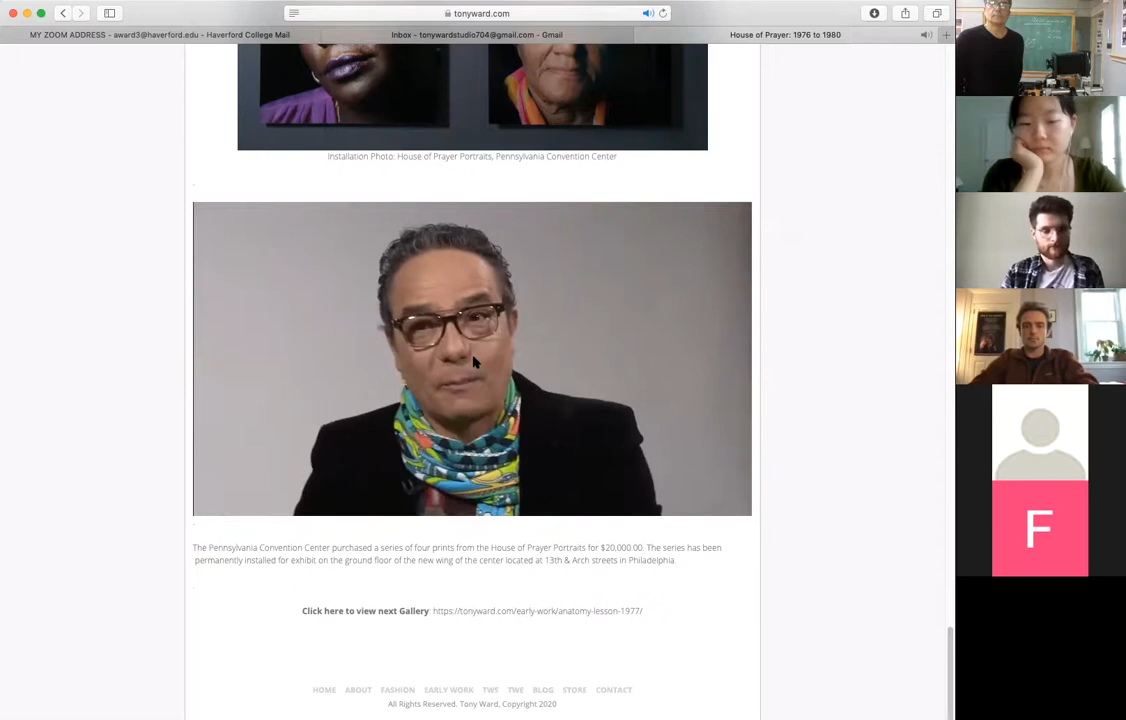 tonyward.com
MY ZOOM ADDRESS - award3@haverford.edu - Haverford College Mail
Inbox - tonywardstudio704@gmail.com - Gmail
House of Prayer: 1976 to 1980
Installation Photo: House of Prayer Portraits, Pennsylvania Convention Center
The Pennsylvania Convention Center purchased a series of four prints from the House of Prayer Portraits for $20,000.00. The series has been
permanently installed for exhibit on the ground floor of the new wing of the center located at 13th & Arch streets in Philadelphia.
Click here to view next Gallery: https://tonyward.com/early-work/anatomy-lesson-1977/
HOME ABOUT FASHION EARLY WORK TWS TWE BLOG STORE CONTACT
All Rights Reserved. Tony Ward, Copyright 2020
F